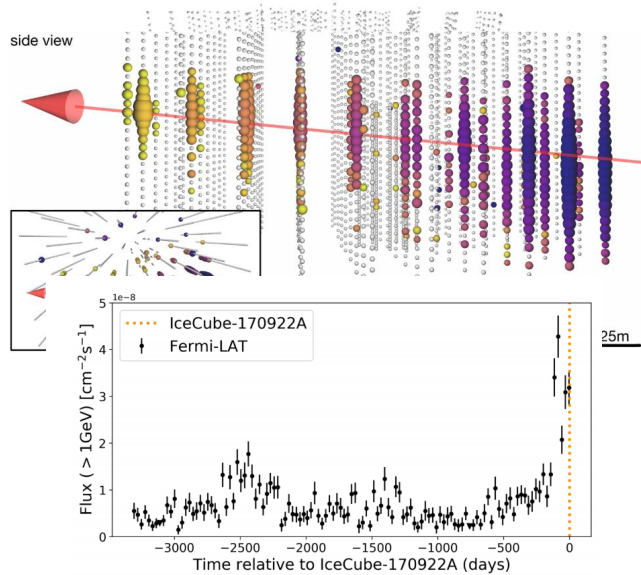 side view
25m
1e−8
IceCube-170922A
Fermi-LAT
Flux ( > 1GeV) [cm⁻²s⁻¹]
5
4
3
2
1
0
−3000 −2500 −2000 −1500 −1000 −500 0
Time relative to IceCube-170922A (days)